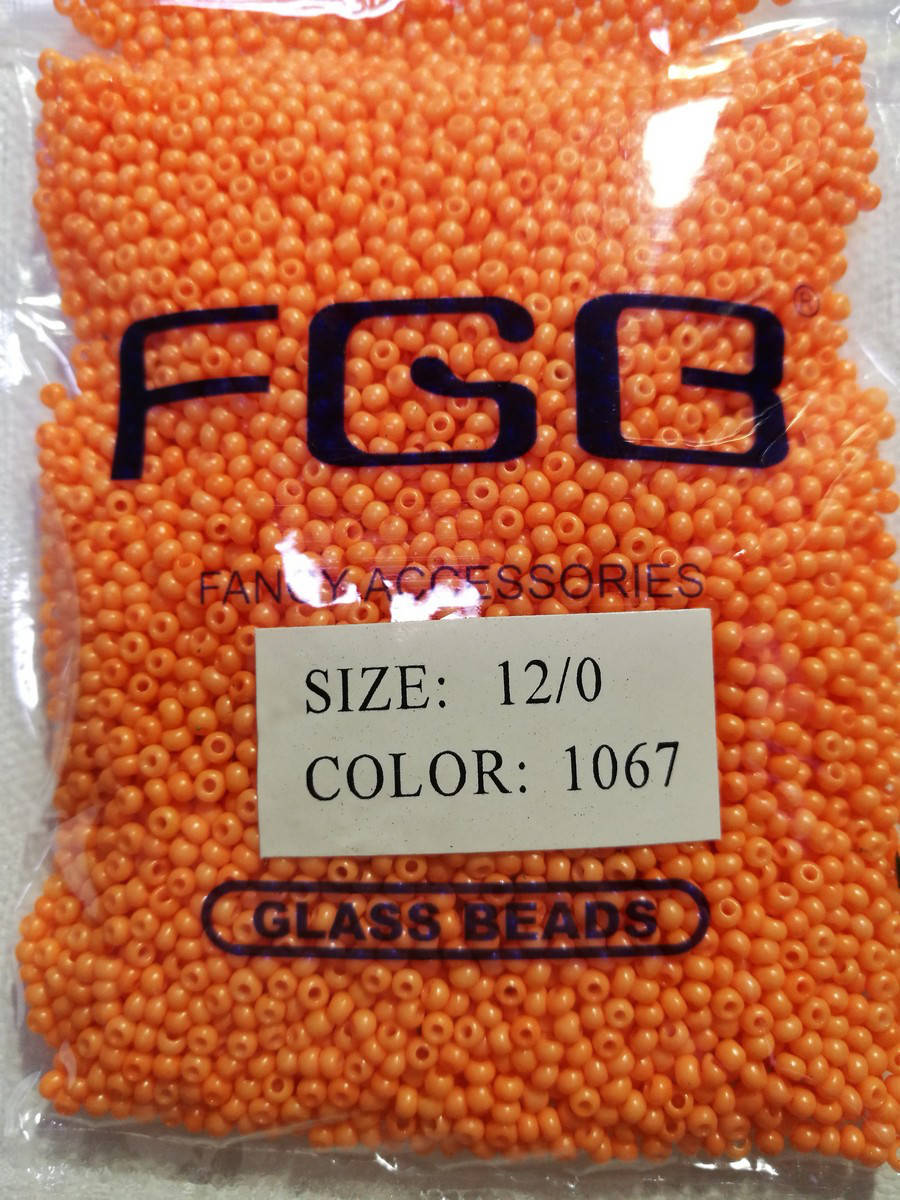 FGB®
FANCY ACCESSORIES
SIZE: 12/0
COLOR: 1067
GLASS BEADS